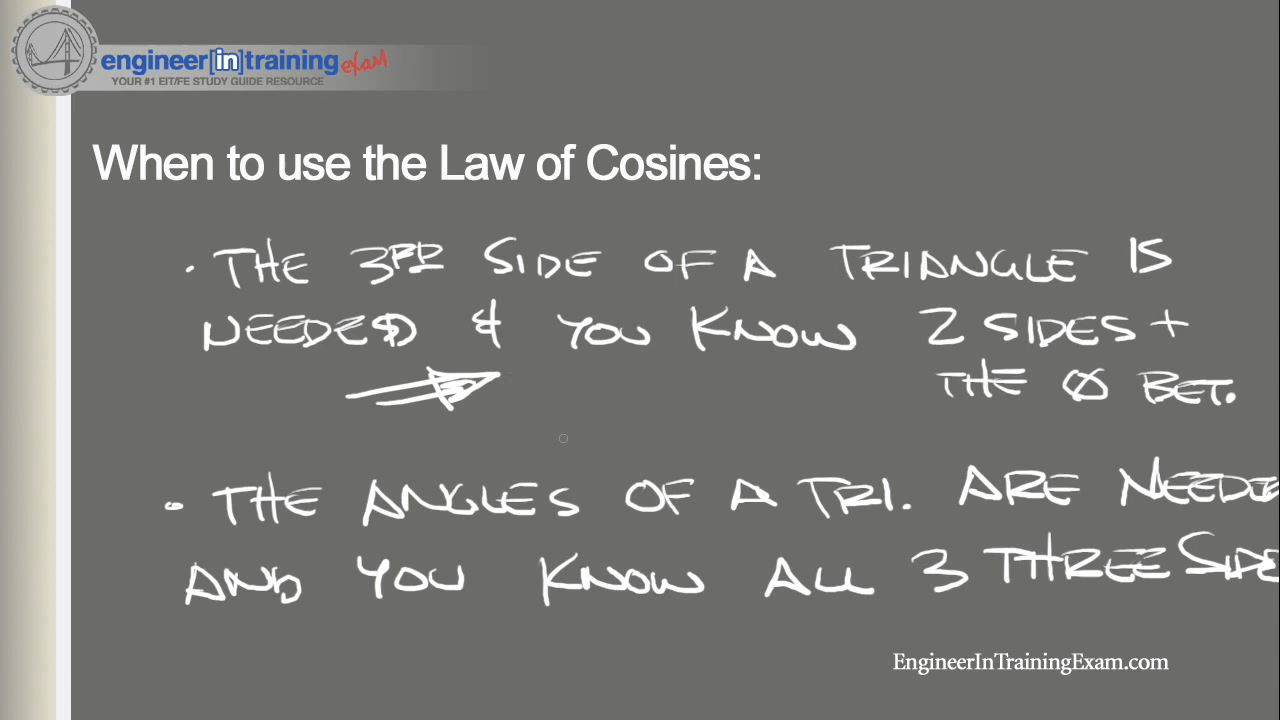 engineer[in]training exam
YOUR #1 EIT/FE STUDY GUIDE RESOURCE
When to use the Law of Cosines:
• THE 3RD SIDE OF A TRIANGLE IS
NEEDED & YOU KNOW 2 SIDES +
THE ∅ BET.
• THE ANGLES OF A TRI. ARE NEEDE
AND YOU KNOW ALL 3 THREE SIDE
EngineerInTrainingExam.com